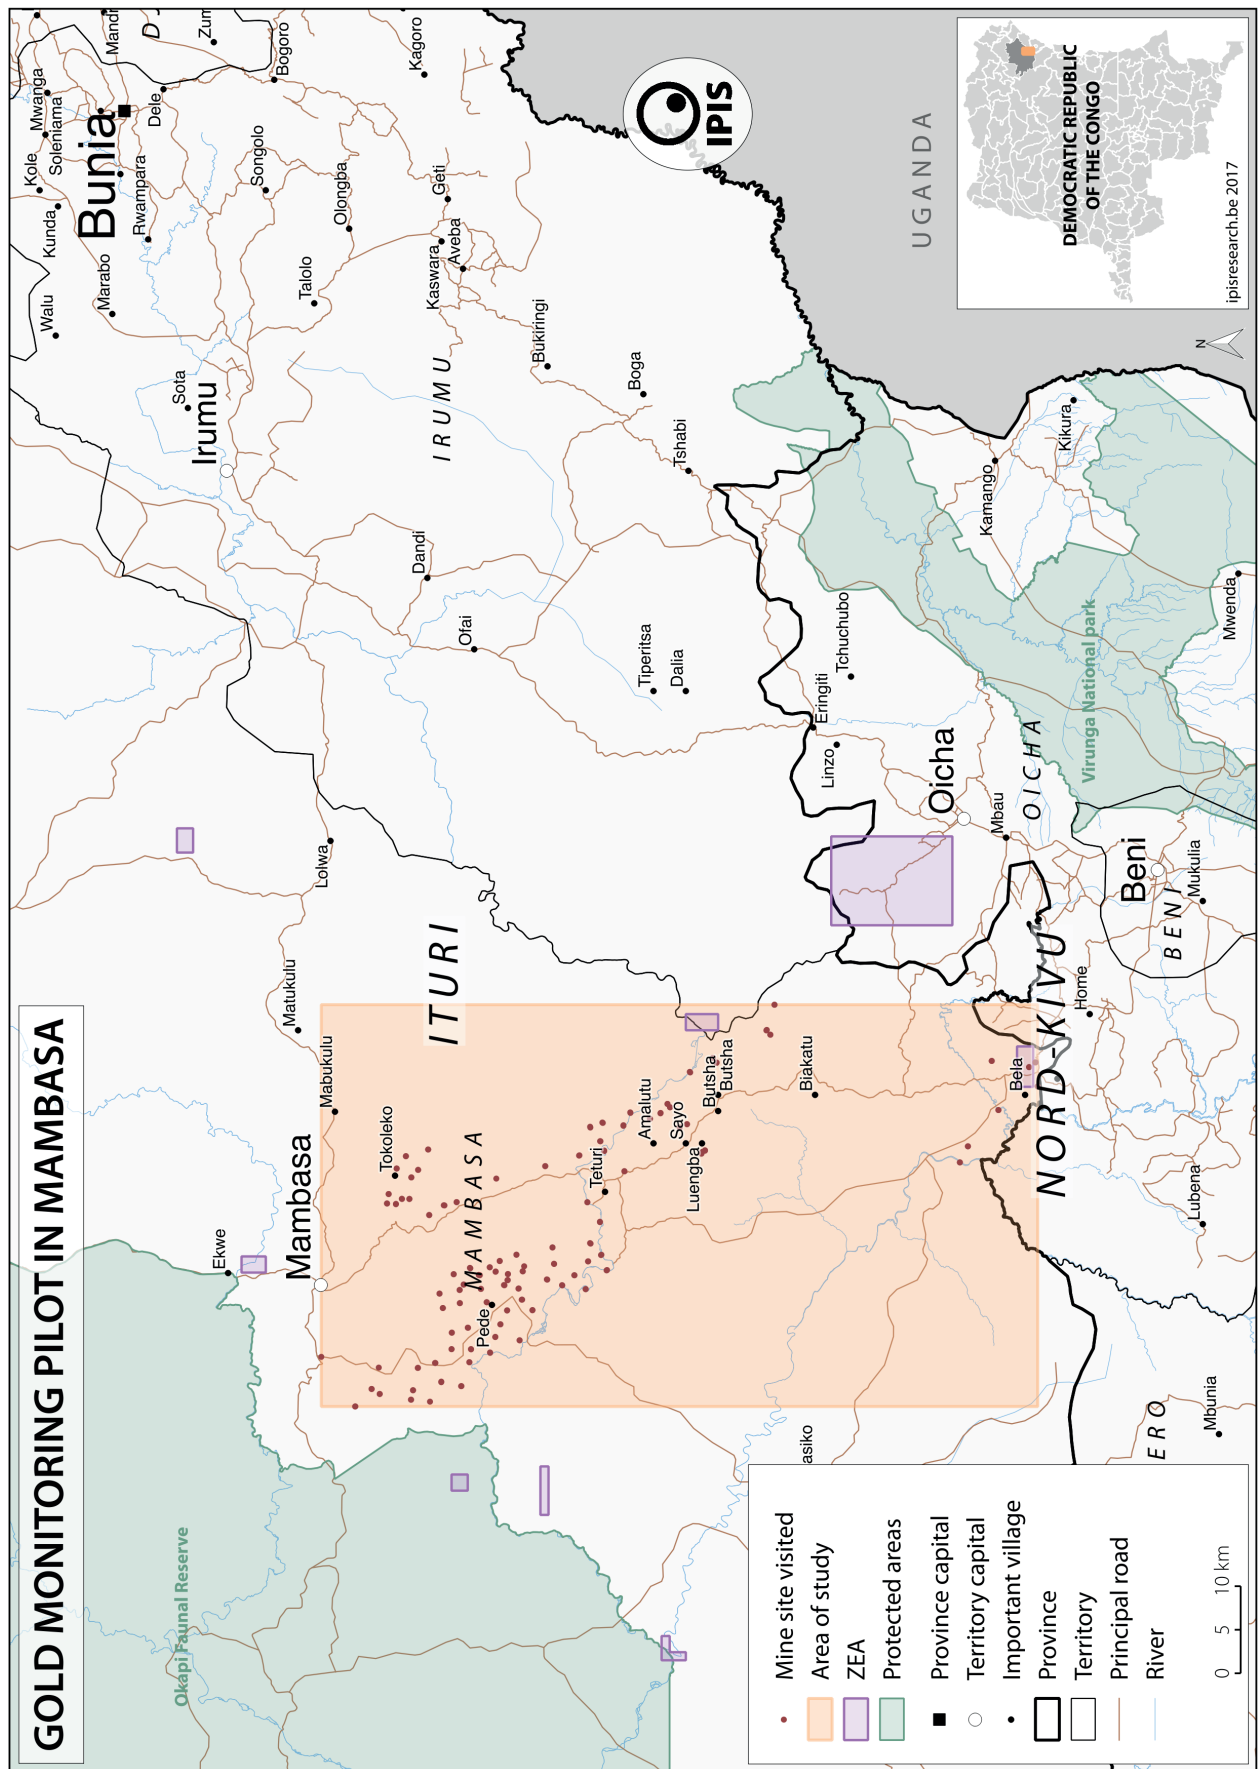 GOLD MONITORING PILOT IN MAMBASA
Okapi Faunal Reserve
Ekwe
Mambasa
Mabukulu
Matukulu
Lolwa
Tokoleko
MAMBASA
Pede
Teturi
Amalutu
Sayo
Luengba
Butsha
Butsha
Biakatu
Bela
ITURI
NORD-KIVU
asiko
ERO
Mbunia
Lubena
Home
BENI
Beni
Mukulia
Mbau
Oicha
OICHA
Linzo
Eringiti
Tchuchubo
Virunga National park
Mwenda
Kamango
Kikura
Tiperitsa
Dalia
Ofai
Dandi
Tshabi
Boga
Bukiringi
IRUMU
Irumu
Sota
Walu
Marabo
Talolo
Kaswara
Aveba
Geti
Olongba
Songolo
Rwampara
Bunia
Kunda
Kole
Soleniama
Mwanga
Dele
Bogoro
Kagoro
Mandr
Zum
D
UGANDA
IPIS
N
DEMOCRATIC REPUBLIC
OF THE CONGO
ipisresearch.be 2017
Mine site visited
Area of study
ZEA
Protected areas
Province capital
Territory capital
Important village
Province
Territory
Principal road
River
0 5 10 km